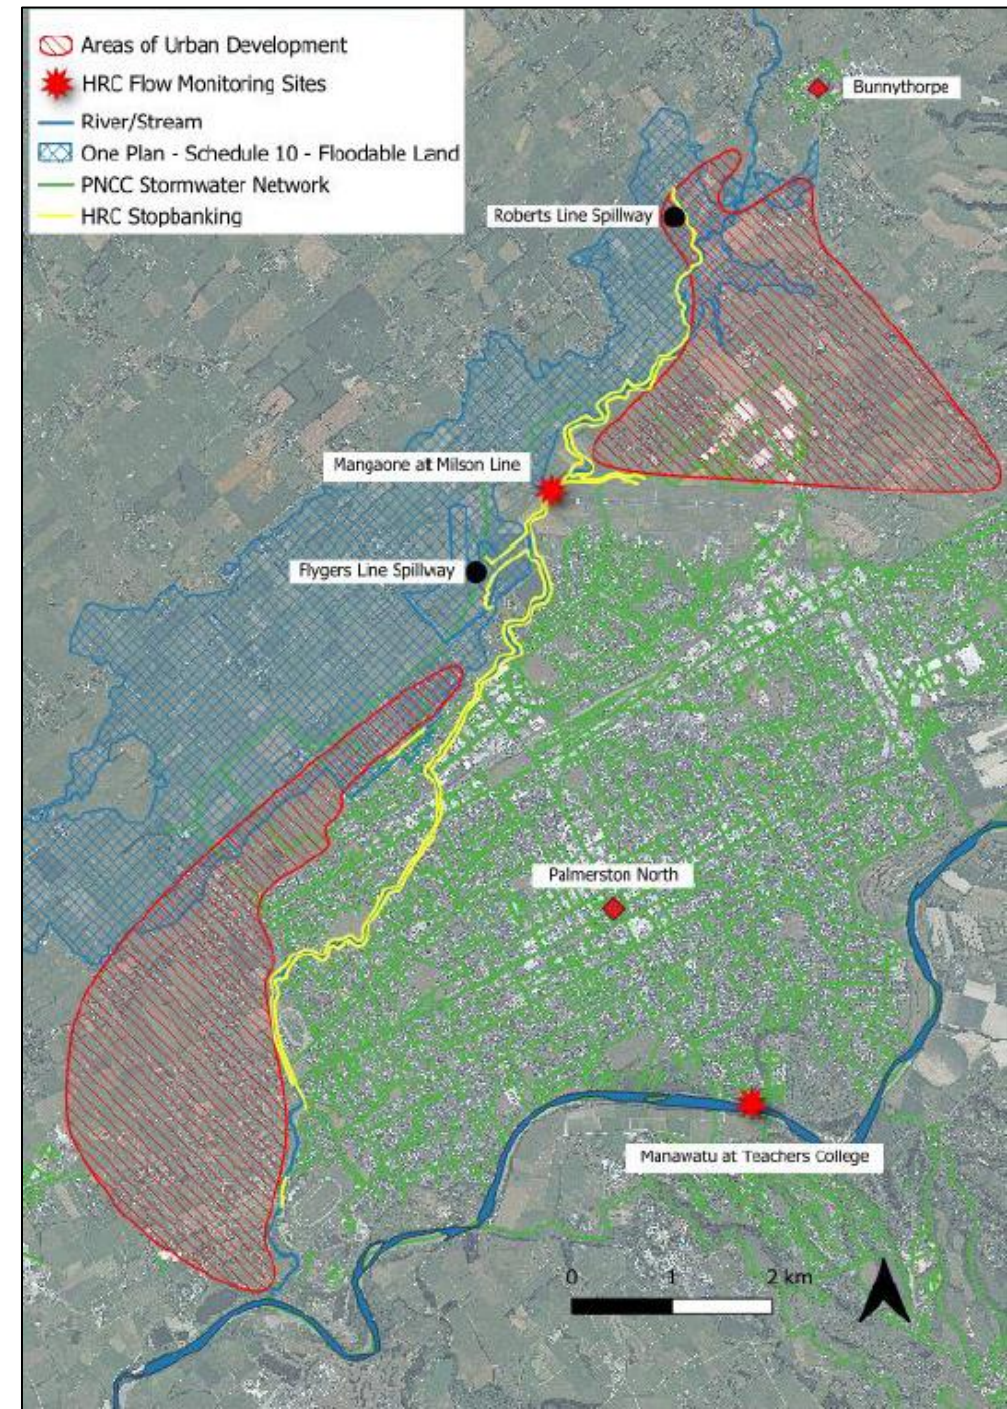 Areas of Urban Development
HRC Flow Monitoring Sites
River/Stream
One Plan - Schedule 10 - Floodable Land
PNCC Stormwater Network
HRC Stopbanking
Bunnythorpe
Roberts Line Spillway
Mangaone at Milson Line
Flygers Line Spillway
Palmerston North
Manawatu at Teachers College
0 1 2 km